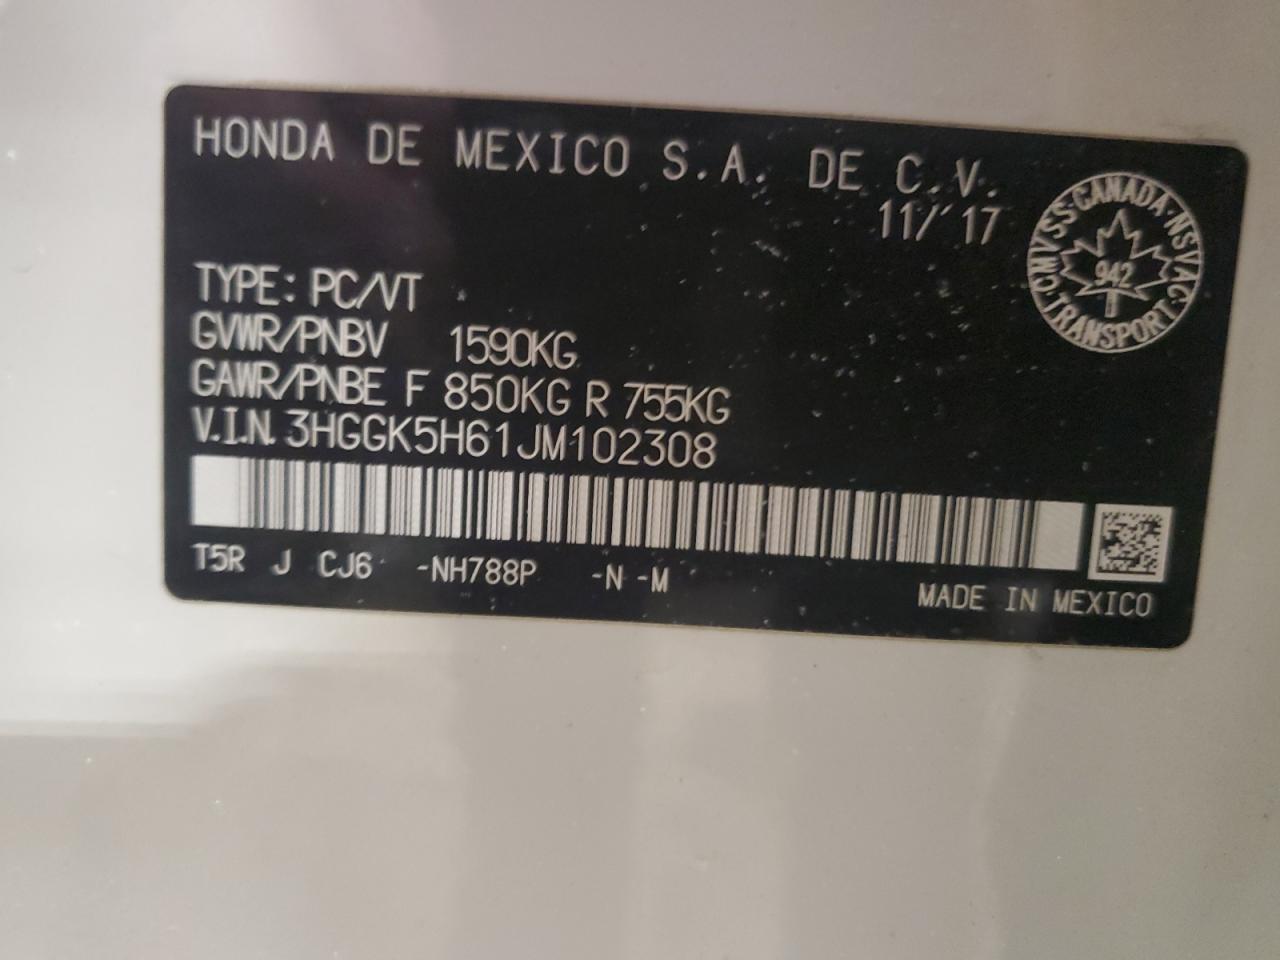 HONDA DE MEXICO S.A. DE C.V.
11/'17
CMVSS·CANADA·NSVAC·TRANSPORT
942
TYPE: PC/VT
GVWR/PNBV 1590KG
GAWR/PNBE F 850KG R 755KG
V.I.N. 3HGGK5H61JM102308
T5R J CJ6 -NH788P -N -M
MADE IN MEXICO